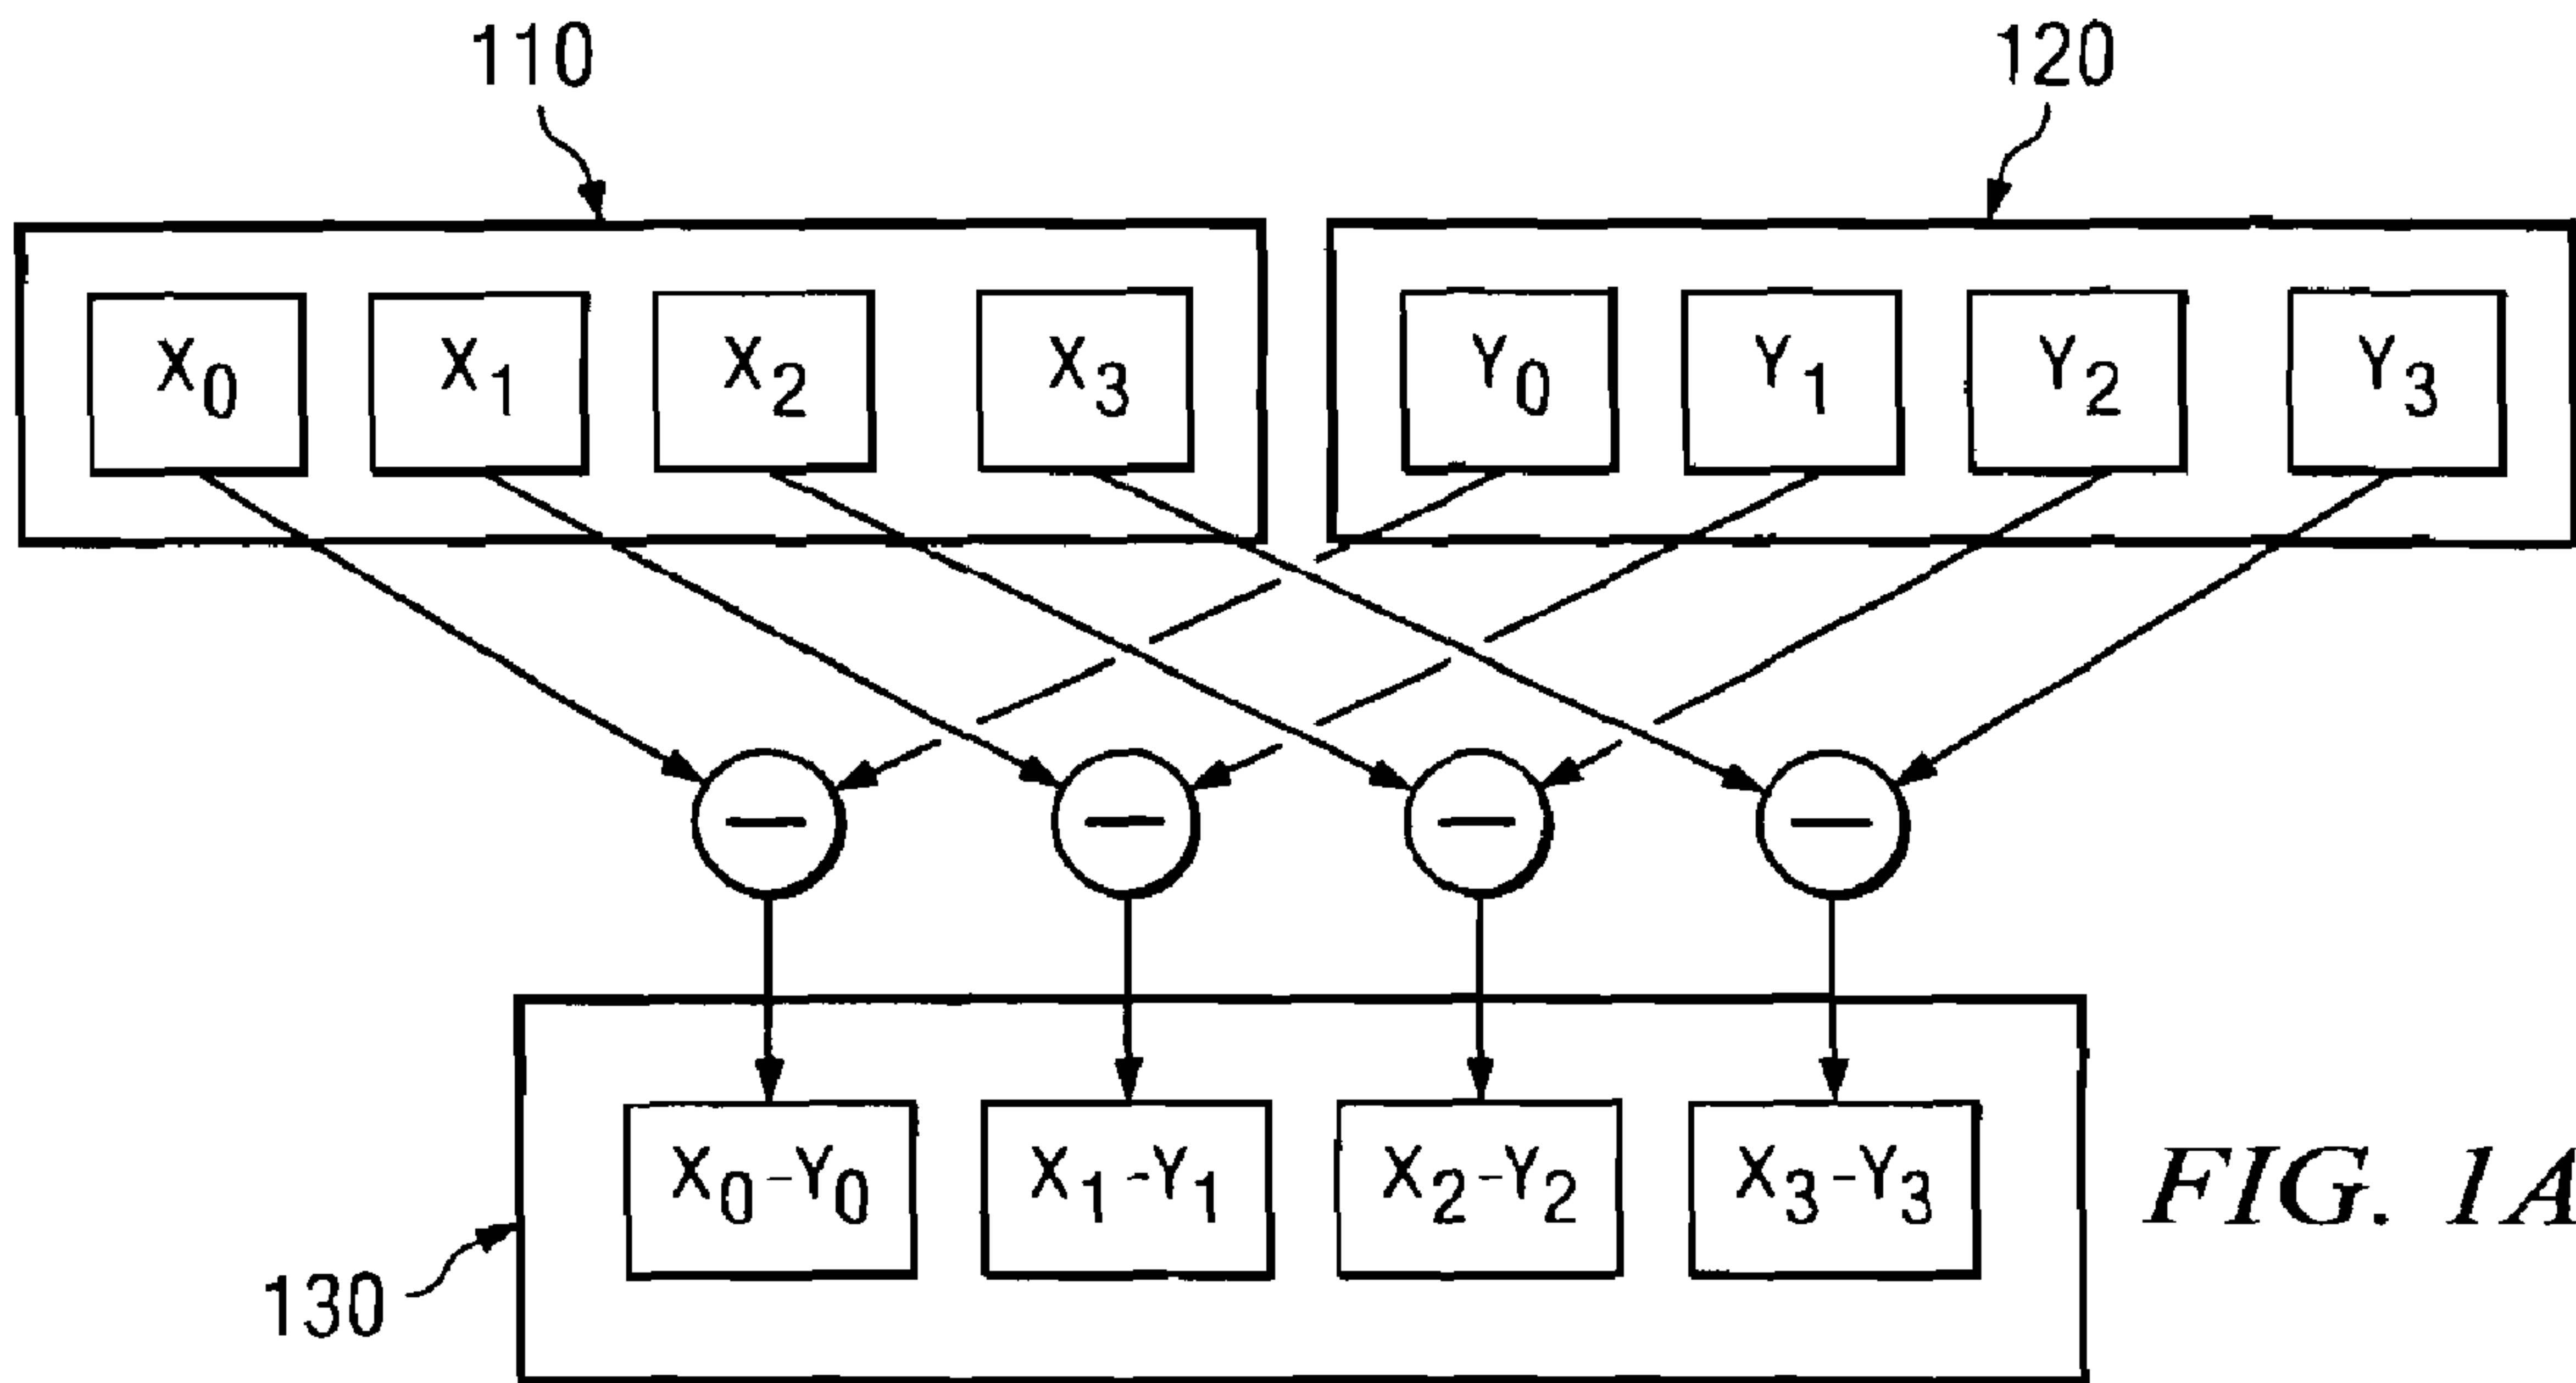 110 120
X₀ X₁ X₂ X₃ Y₀ Y₁ Y₂ Y₃
− − − −
X₀-Y₀ X₁-Y₁ X₂-Y₂ X₃-Y₃
FIG. 1A
130